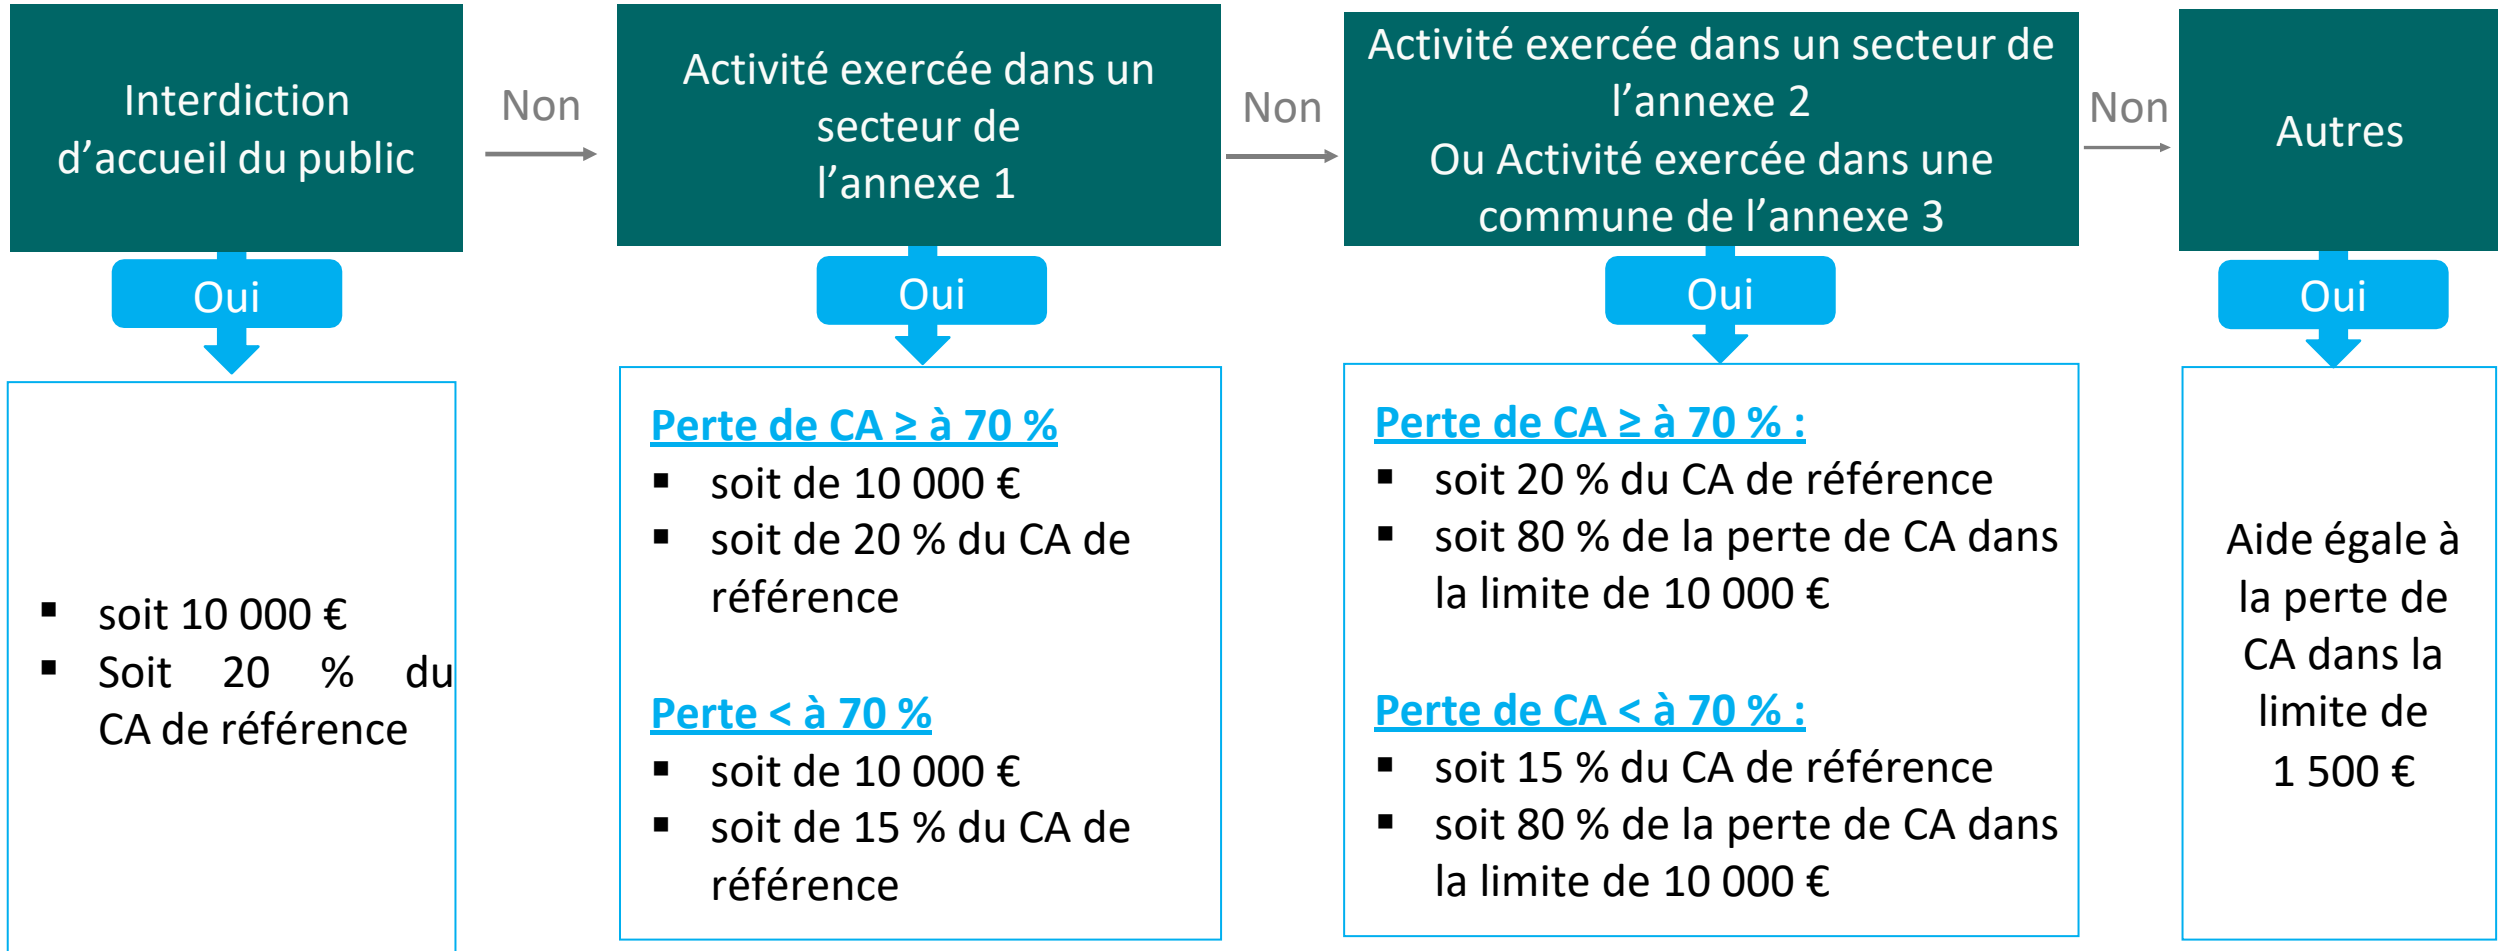 Interdiction
d’accueil du public
Non
Activité exercée dans un
secteur de
l’annexe 1
Non
Activité exercée dans un secteur de
l’annexe 2
Ou Activité exercée dans une
commune de l’annexe 3
Non
Autres
Oui
Oui
Oui
Oui
▪ soit 10 000 €
▪ Soit 20 % du
CA de référence
Perte de CA ≥ à 70 %
▪ soit de 10 000 €
▪ soit de 20 % du CA de
référence
Perte < à 70 %
▪ soit de 10 000 €
▪ soit de 15 % du CA de
référence
Perte de CA ≥ à 70 % :
▪ soit 20 % du CA de référence
▪ soit 80 % de la perte de CA dans
la limite de 10 000 €
Perte de CA < à 70 % :
▪ soit 15 % du CA de référence
▪ soit 80 % de la perte de CA dans
la limite de 10 000 €
Aide égale à
la perte de
CA dans la
limite de
1 500 €